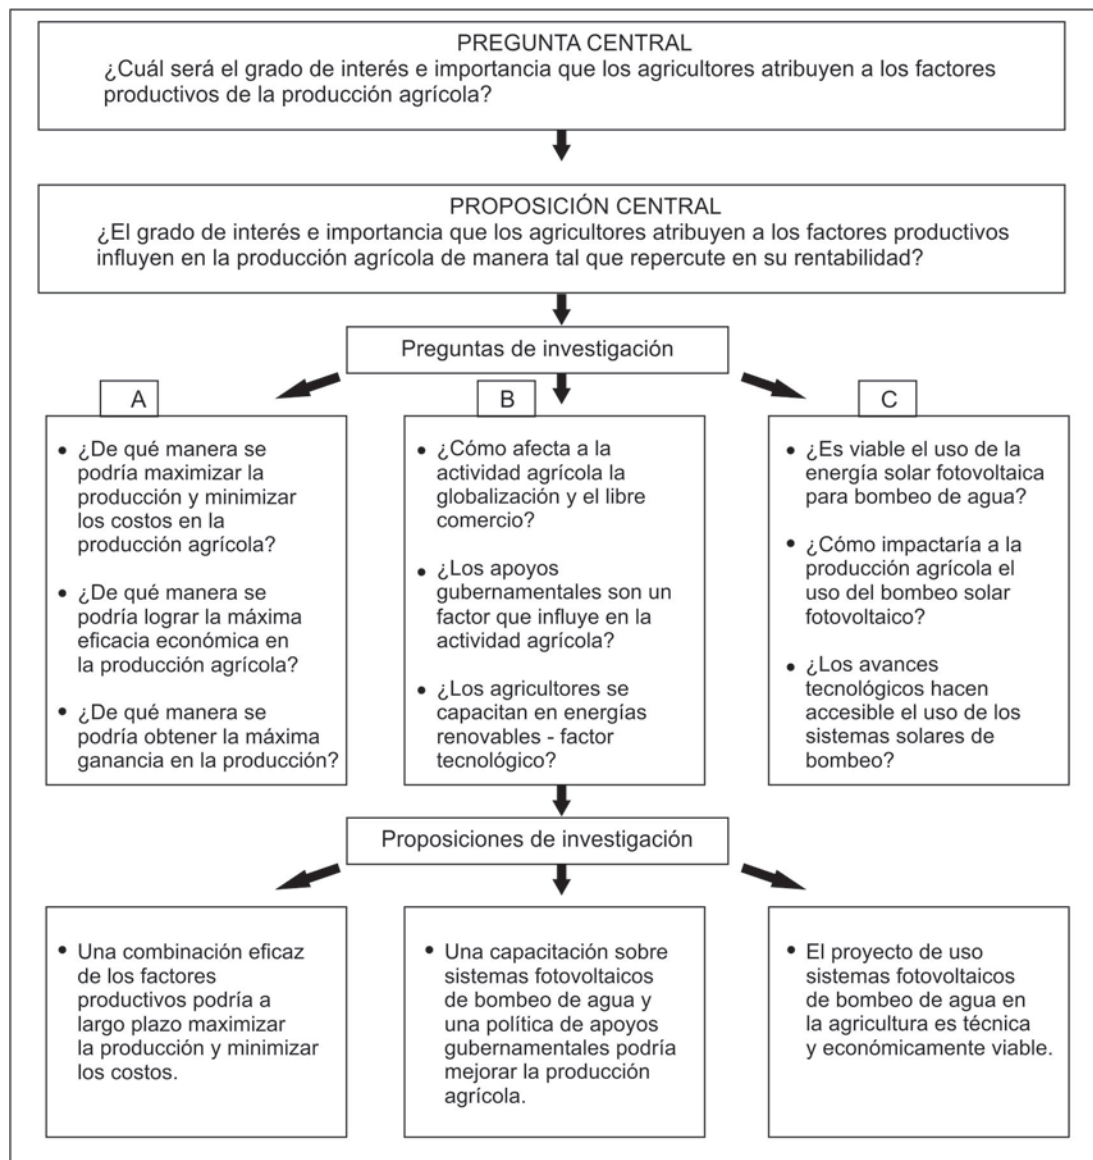 PREGUNTA CENTRAL
¿Cuál será el grado de interés e importancia que los agricultores atribuyen a los factores
productivos de la producción agrícola?
PROPOSICIÓN CENTRAL
¿El grado de interés e importancia que los agricultores atribuyen a los factores productivos
influyen en la producción agrícola de manera tal que repercute en su rentabilidad?
Preguntas de investigación
A
• ¿De qué manera se
podría maximizar la
producción y minimizar
los costos en la
producción agrícola?
• ¿De qué manera se
podría lograr la máxima
eficacia económica en
la producción agrícola?
• ¿De qué manera se
podría obtener la máxima
ganancia en la producción?
B
• ¿Cómo afecta a la
actividad agrícola la
globalización y el libre
comercio?
• ¿Los apoyos
gubernamentales son un
factor que influye en la
actividad agrícola?
• ¿Los agricultores se
capacitan en energías
renovables - factor
tecnológico?
C
• ¿Es viable el uso de la
energía solar fotovoltaica
para bombeo de agua?
• ¿Cómo impactaría a la
producción agrícola el
uso del bombeo solar
fotovoltaico?
• ¿Los avances
tecnológicos hacen
accesible el uso de los
sistemas solares de
bombeo?
Proposiciones de investigación
• Una combinación eficaz
de los factores
productivos podría a
largo plazo maximizar
la producción y minimizar
los costos.
• Una capacitación sobre
sistemas fotovoltaicos
de bombeo de agua y
una política de apoyos
gubernamentales podría
mejorar la producción
agrícola.
• El proyecto de uso
sistemas fotovoltaicos
de bombeo de agua en
la agricultura es técnica
y económicamente viable.